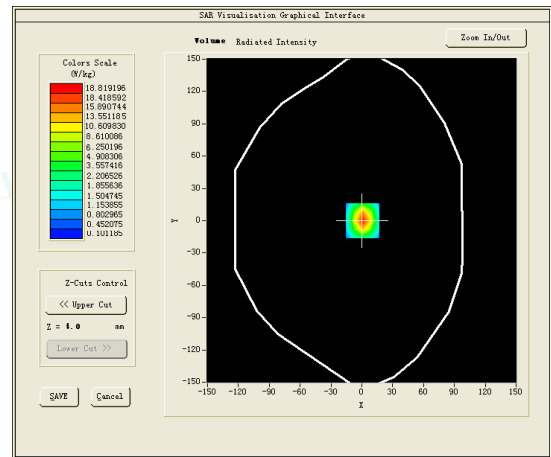 SAR Visualisation Graphical Interface
Volume Radiated Intensity
Zoom In/Out
Colors Scale
(W/kg)
18.819196
18.418592
15.890744
13.551185
10.609830
8.610086
6.250196
4.908306
3.557416
2.206526
1.855636
1.504745
1.153855
0.802965
0.452075
0.101185
150
120
90
60
30
0
-30
-60
-90
-120
-150
Y
-150 -120 -90 -60 -30 0 30 60 90 120 150
X
Z-Cuts Control
<< Upper Cut
Z = 4.0 mm
Lower Cut >>
SAVE Cancel